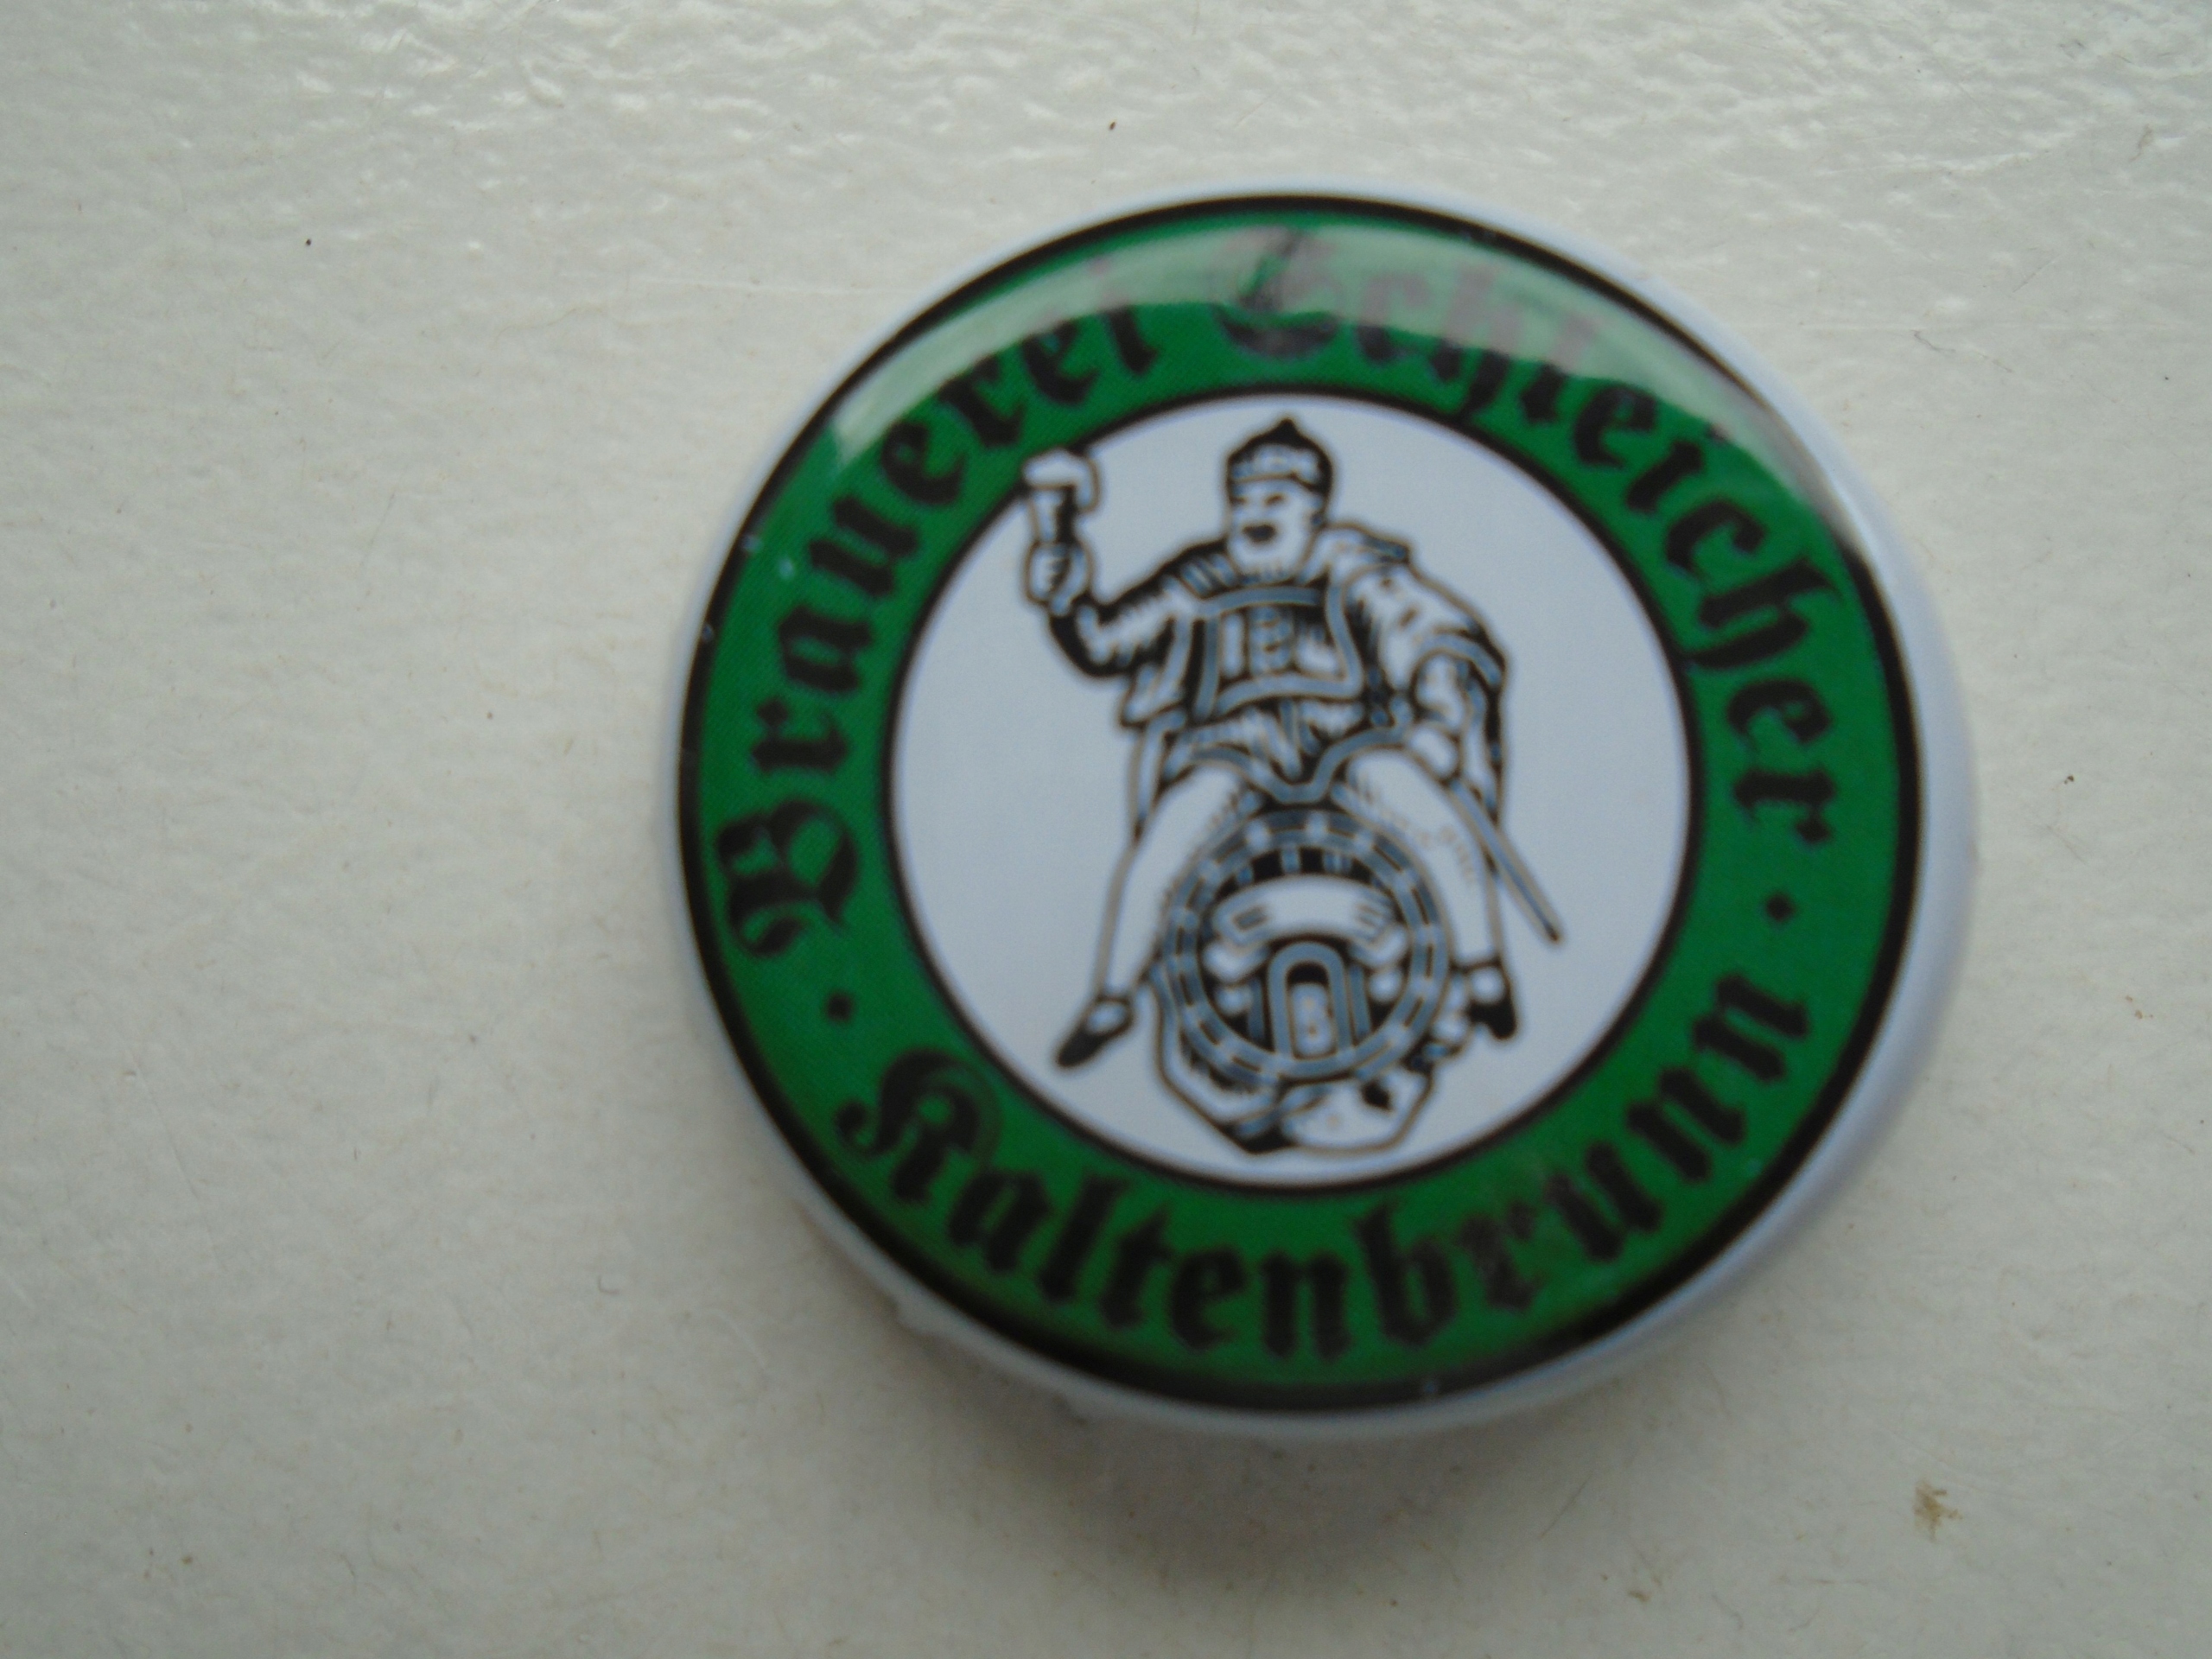 Brauerei Schleicher
· Kaltenbrunn ·